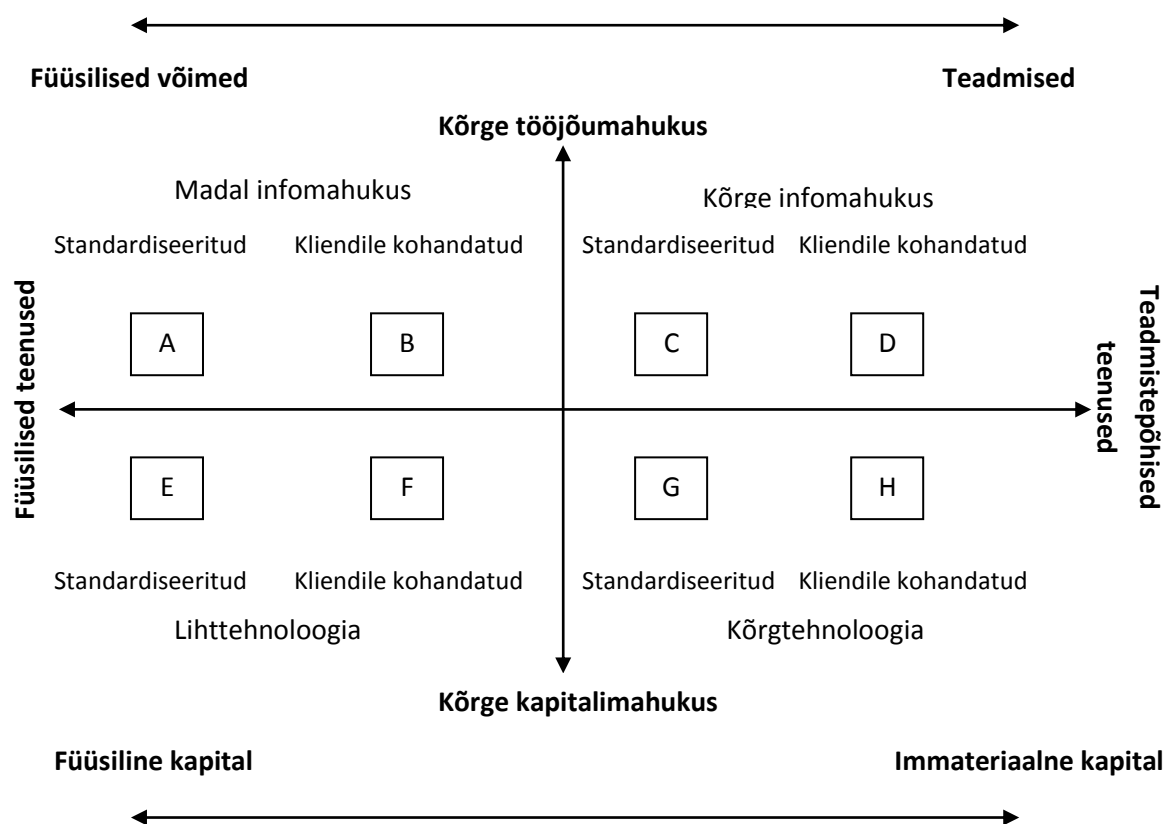 Füüsilised võimed Teadmised
Kõrge tööjõumahukus
Madal infomahukus Kõrge infomahukus
Standardiseeritud Kliendile kohandatud Standardiseeritud Kliendile kohandatud
Füüsilised teenused
Teadmistepõhised
teenused
A B C D
E F G H
Standardiseeritud Kliendile kohandatud Standardiseeritud Kliendile kohandatud
Lihttehnoloogia Kõrgtehnoloogia
Kõrge kapitalimahukus
Füüsiline kapital Immateriaalne kapital